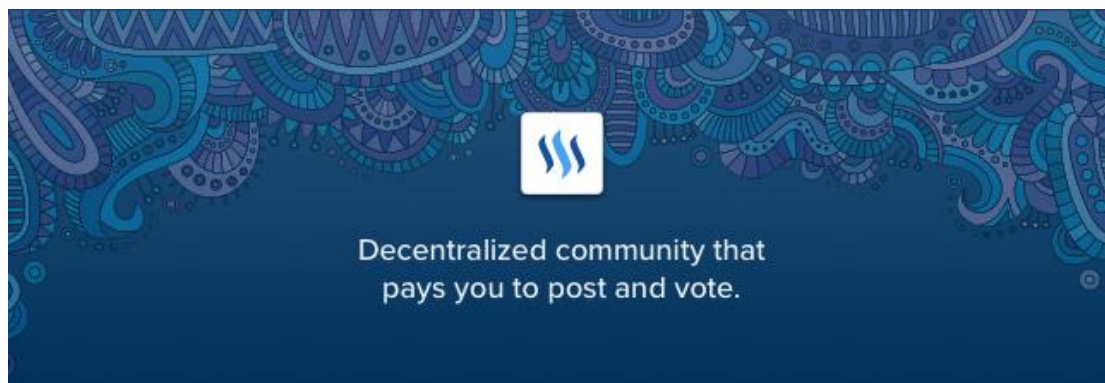 Decentralized community that
pays you to post and vote.